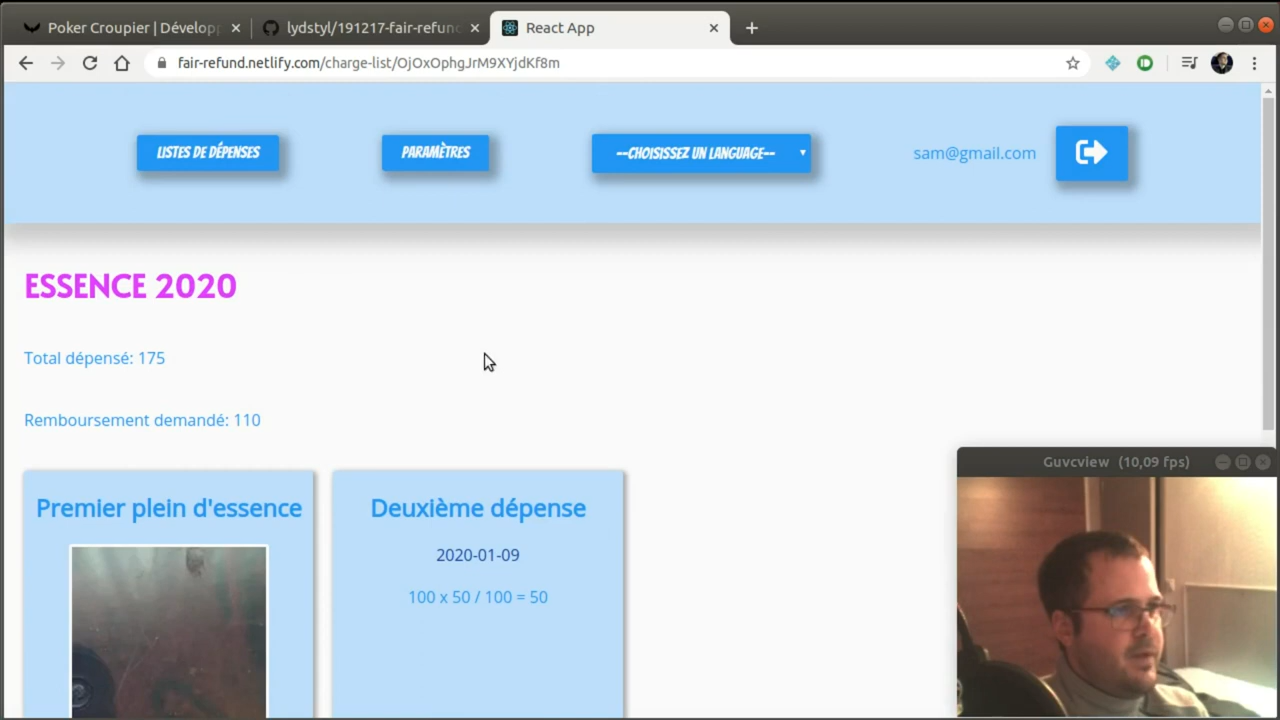 Poker Croupier | Dévelop
lydstyl/191217-fair-refun
React App
fair-refund.netlify.com/charge-list/OjOxOphgJrM9XYjdKf8m
LISTES DE DÉPENSES
PARAMÈTRES
--CHOISISSEZ UN LANGUAGE--
sam@gmail.com
ESSENCE 2020
Total dépensé: 175
Remboursement demandé: 110
Premier plein d'essence
Deuxième dépense
2020-01-09
100 x 50 / 100 = 50
Guvcview (10,09 fps)